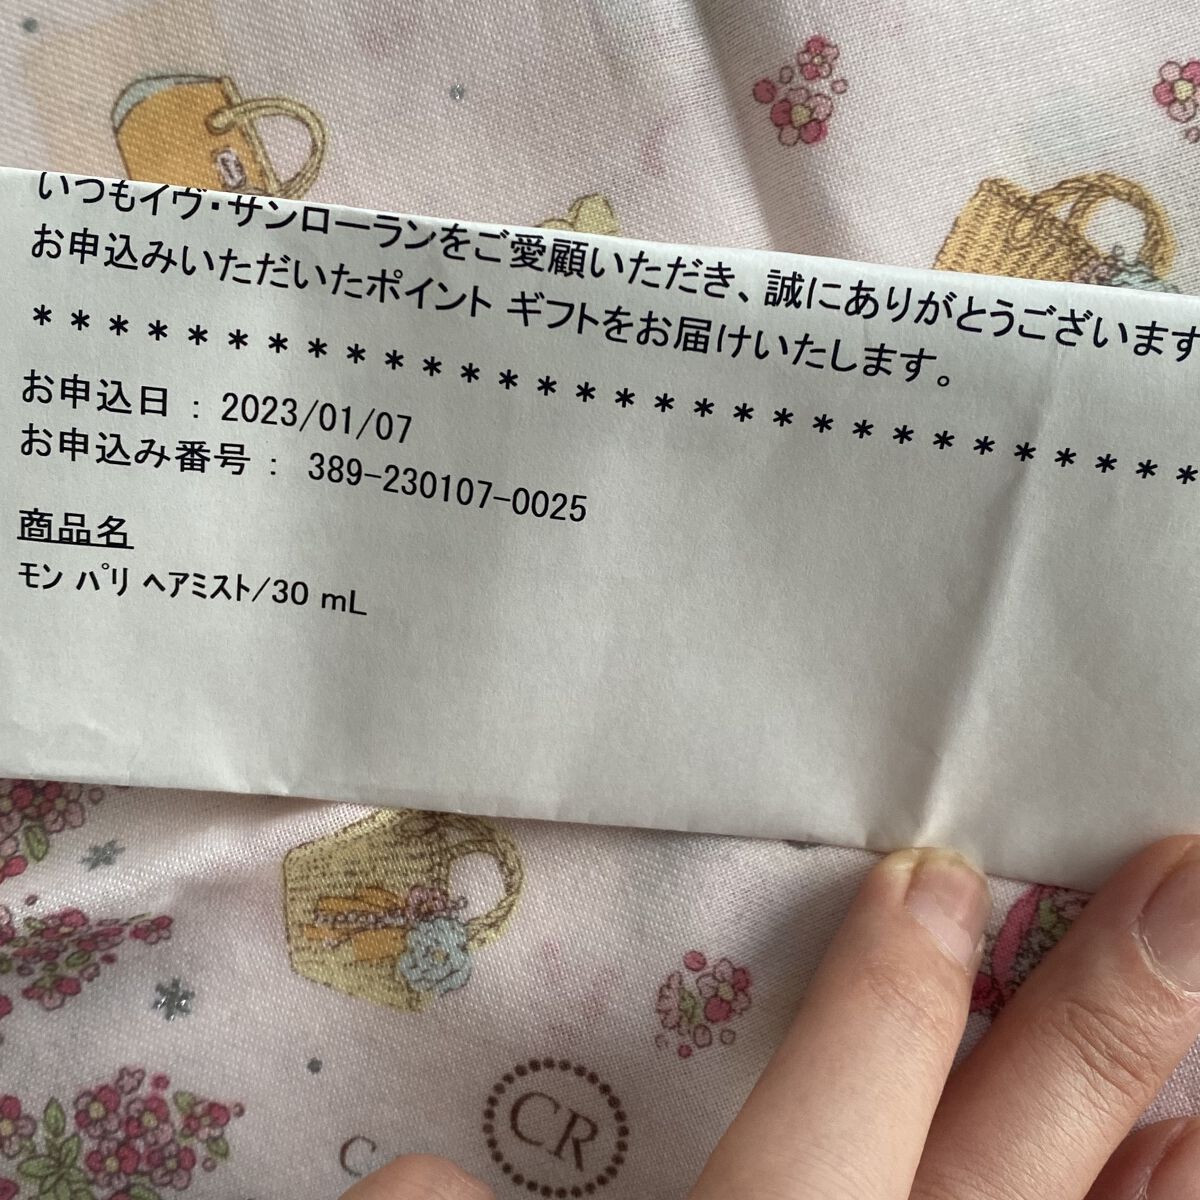 いつもイヴ・サンローランをご愛顧いただき、誠にありがとうございます
お申込みいただいたポイント ギフトをお届けいたします。
* * * * * * * * * * * * * * * * * * * * * * * * * * * * * *
お申込日 : 2023/01/07
お申込み番号 : 389-230107-0025
商品名
モン パリ ヘアミスト/30 mL
C
CR